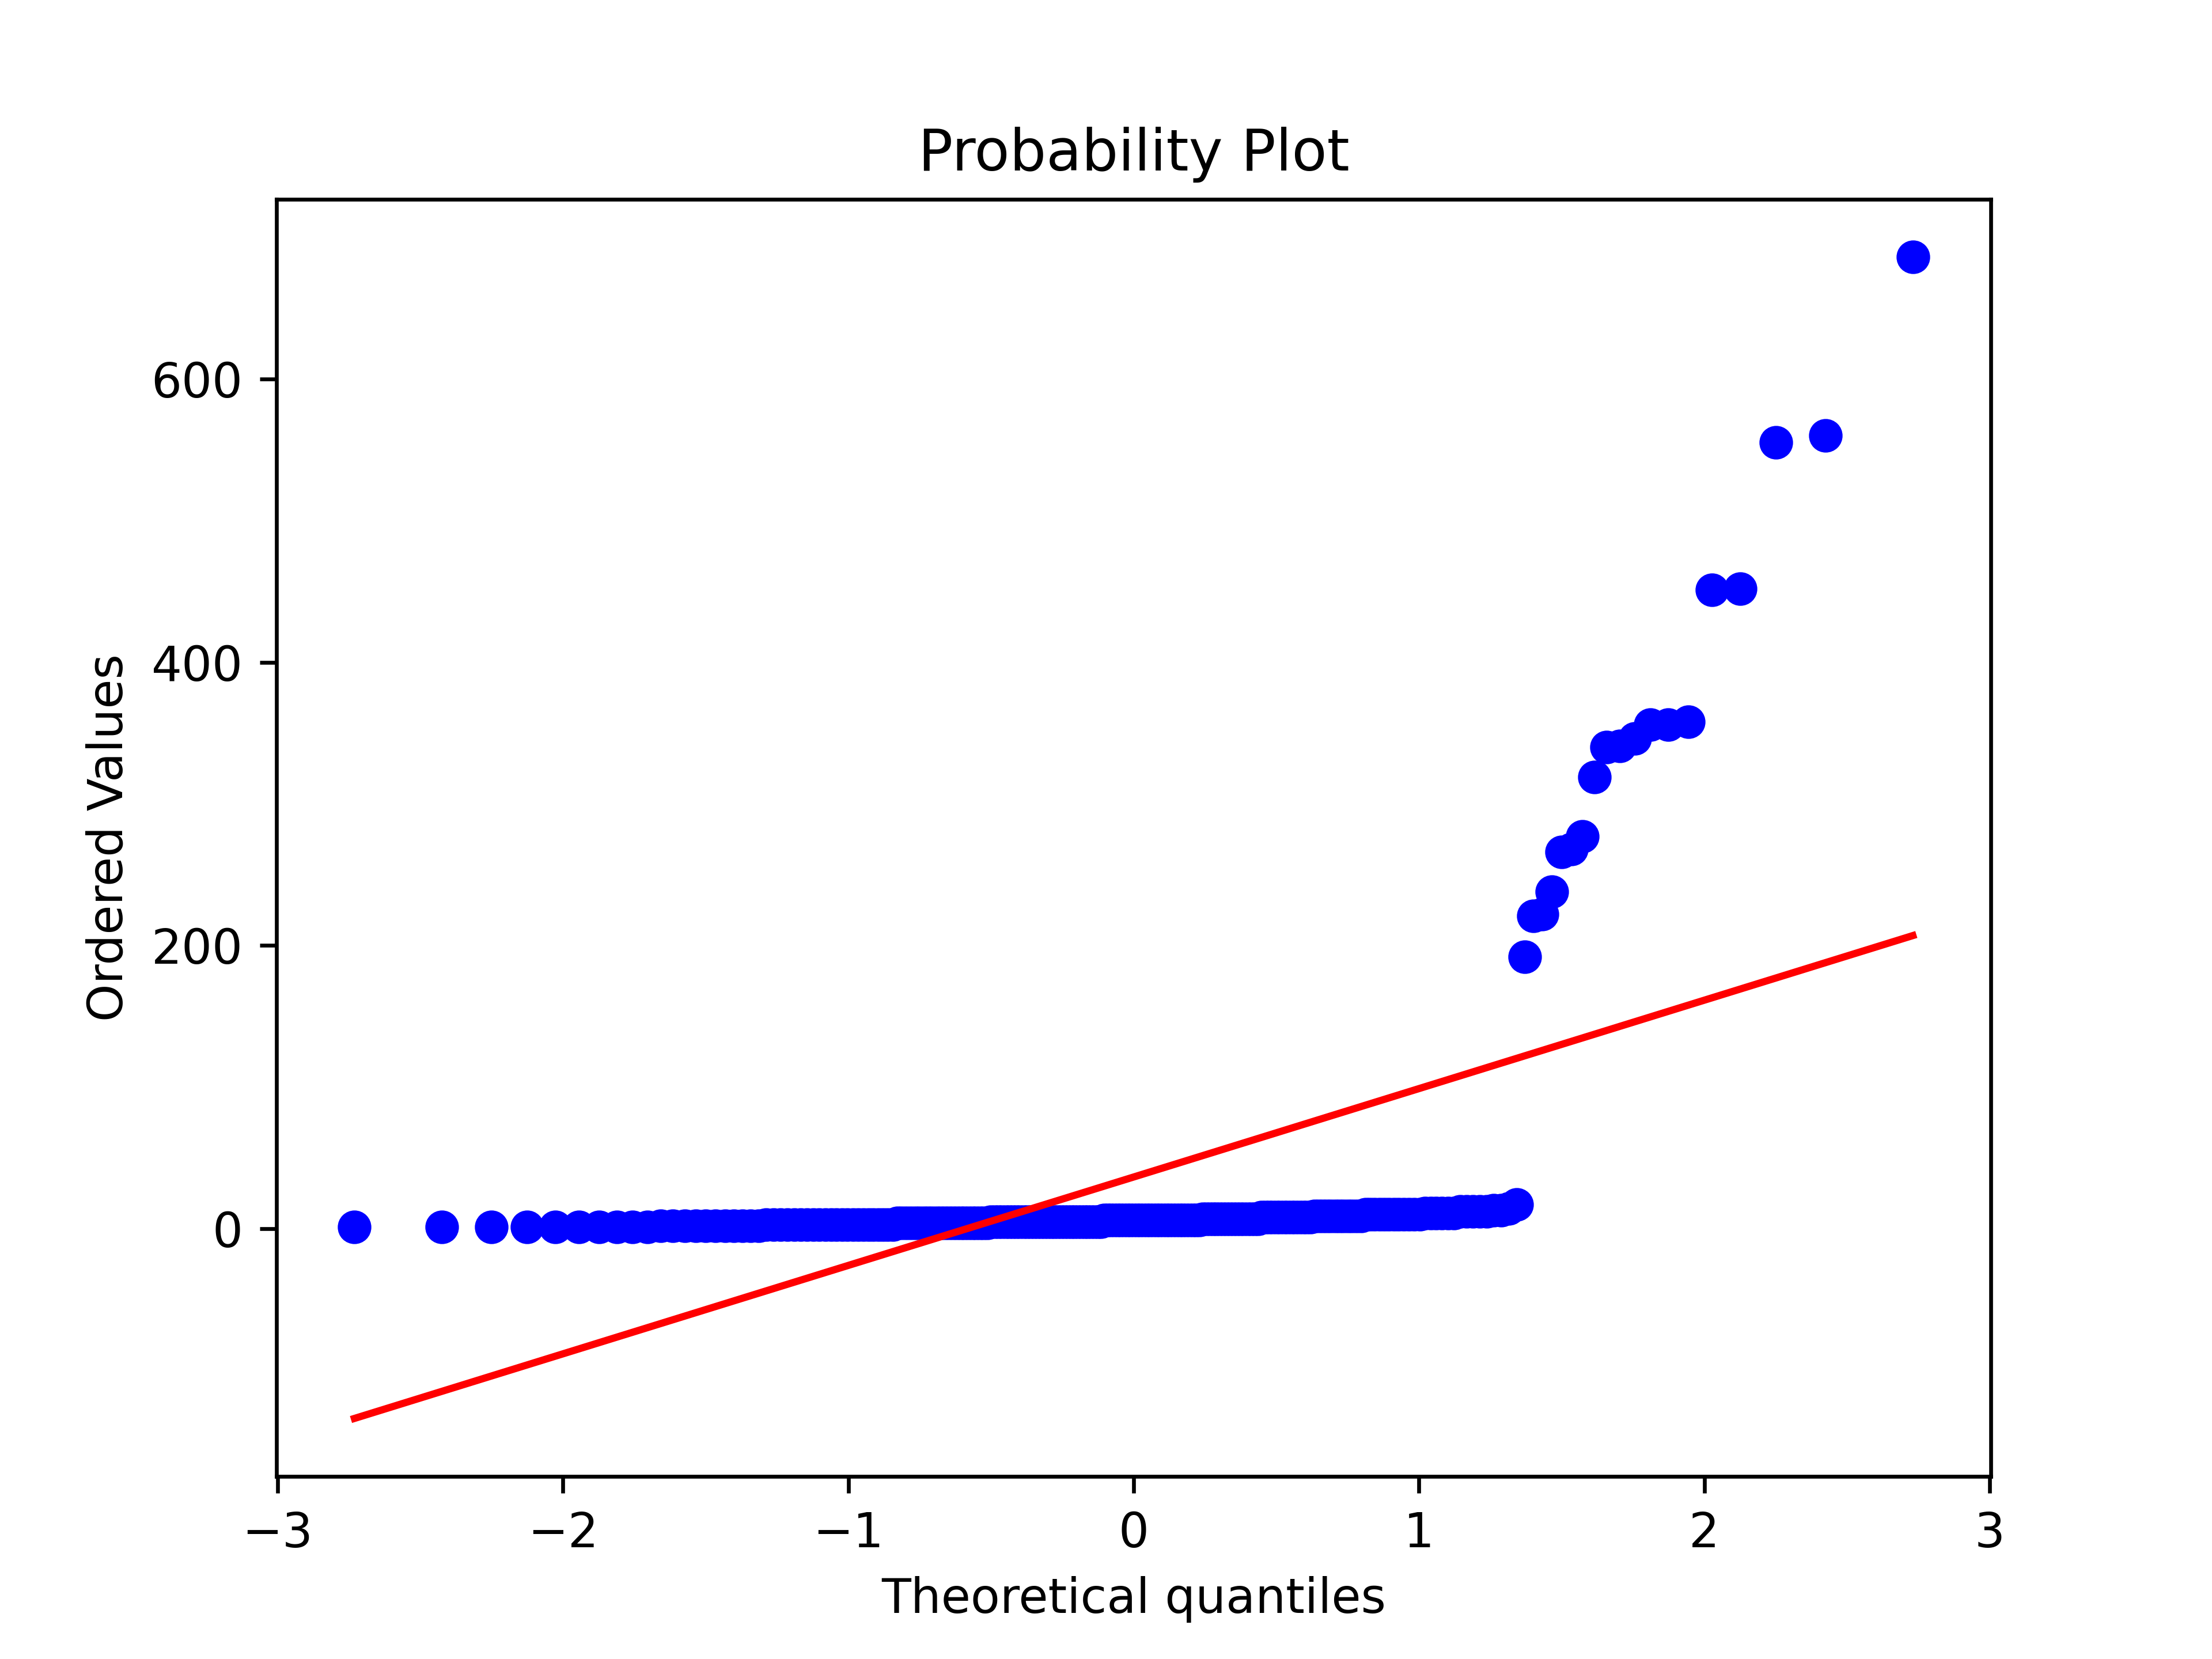 Probability Plot
Ordered Values
600
400
200
0
−3 −2 −1 0 1 2 3
Theoretical quantiles